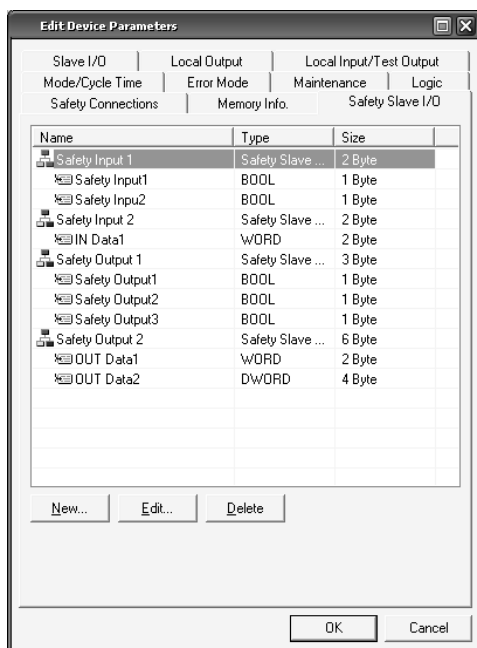 Edit Device Parameters
Slave I/O Local Output Local Input/Test Output
Mode/Cycle Time Error Mode Maintenance Logic
Safety Connections Memory Info. Safety Slave I/O
Name Type Size
Safety Input 1 Safety Slave ... 2 Byte
Safety Input1 BOOL 1 Byte
Safety Inpu2 BOOL 1 Byte
Safety Input 2 Safety Slave ... 2 Byte
IN Data1 WORD 2 Byte
Safety Output 1 Safety Slave ... 3 Byte
Safety Output1 BOOL 1 Byte
Safety Output2 BOOL 1 Byte
Safety Output3 BOOL 1 Byte
Safety Output 2 Safety Slave ... 6 Byte
OUT Data1 WORD 2 Byte
OUT Data2 DWORD 4 Byte
New... Edit... Delete
OK Cancel